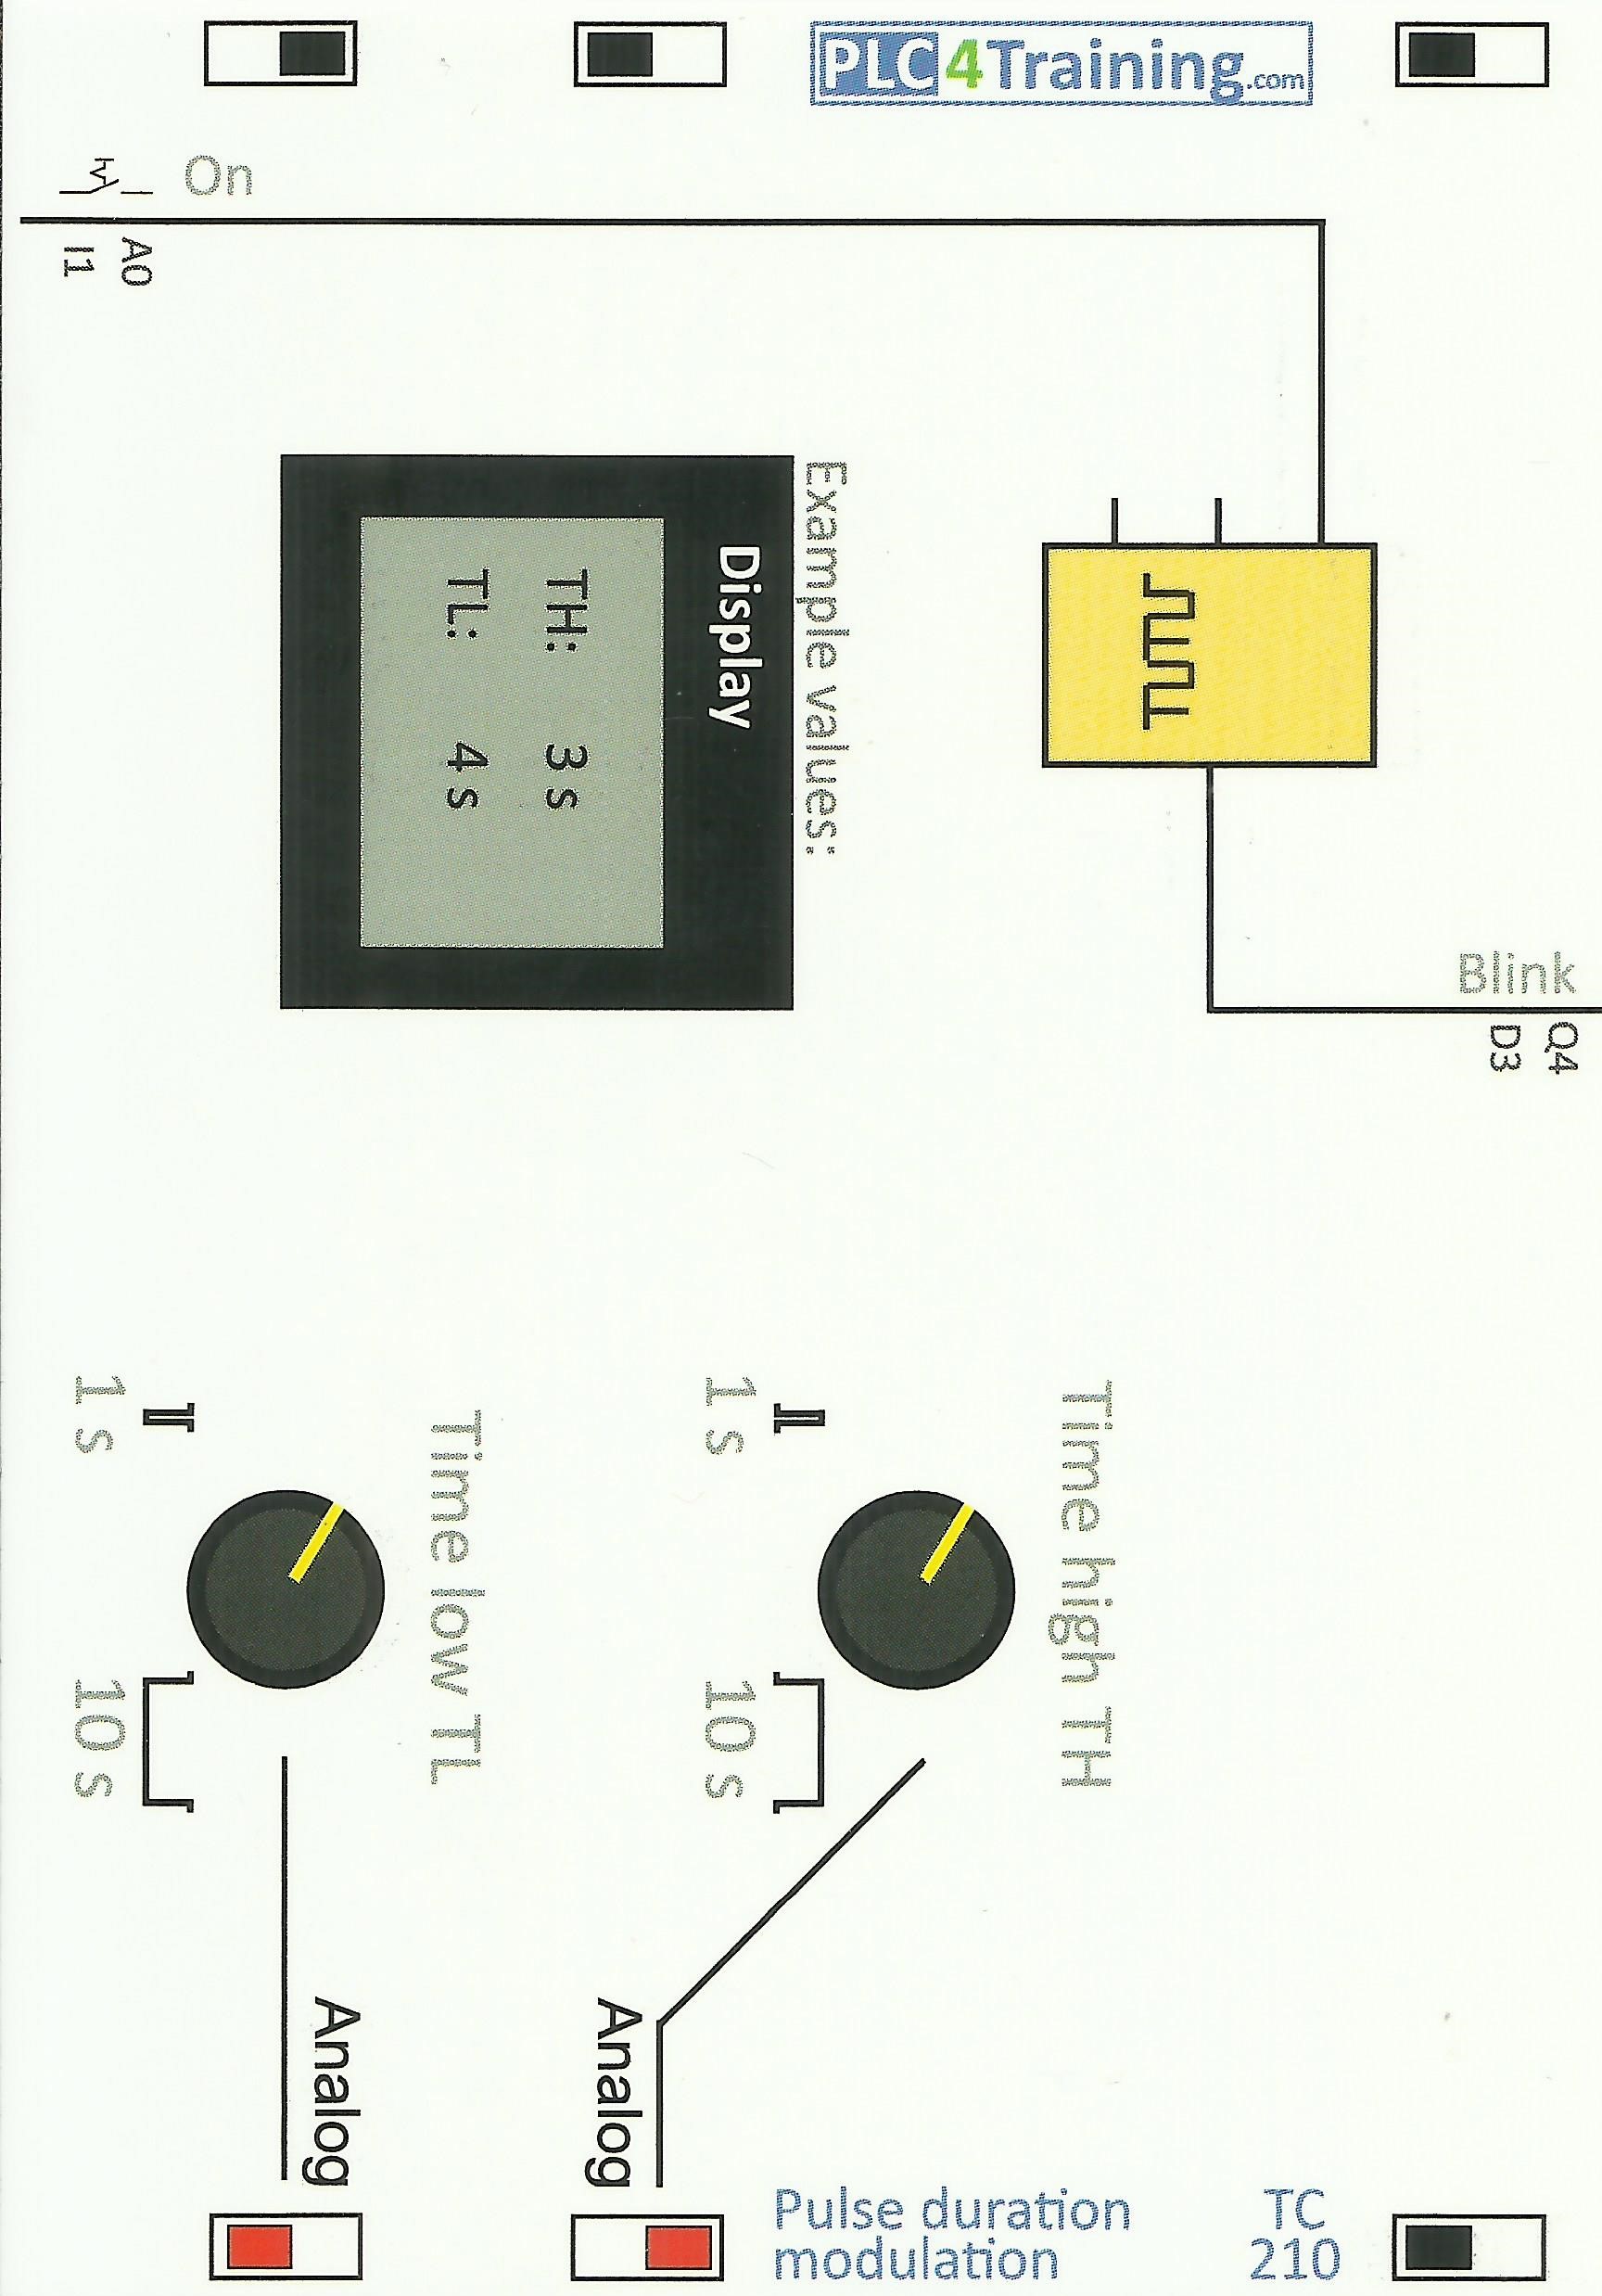 Blink
Q4
D3
TC
210
PLC4Training.com
Time high TH
Pulse duration
modulation
Example values:
Display
1 s
10 s
TH: 3 s
Analog
TL: 4 s
Time low TL
Analog
On
A0
I1
1 s
10 s